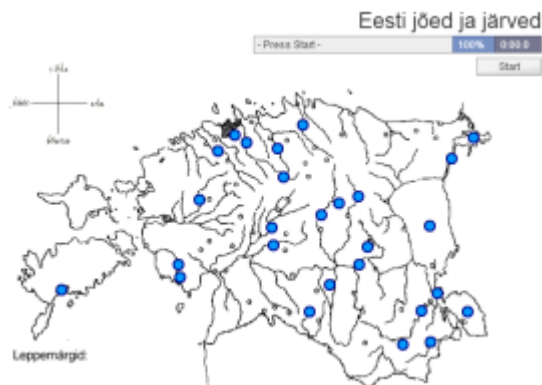 Eesti jõed ja järved
- Press Start -
100%
0:00.0
Start
Leppemärgid: